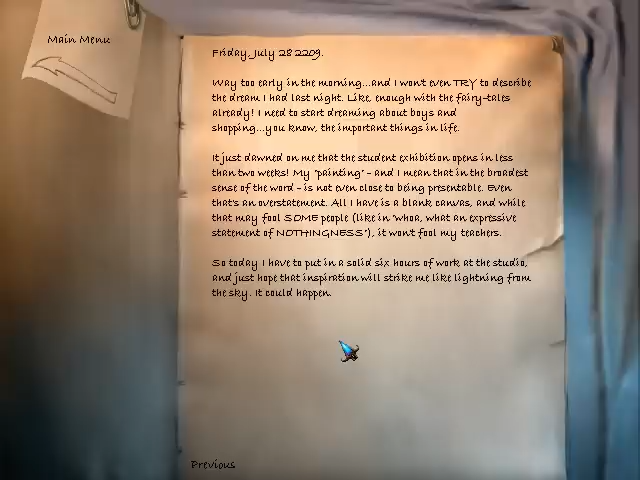 Main Menu
Friday, July 28 2209.
Way too early in the morning...and I wont even TRY to describe
the dream I had last night. Like, enough with the fairy-tales
already! I need to start dreaming about boys and
shopping...you know, the important things in life.
It just dawned on me that the student exhibition opens in less
than two weeks! My "painting" - and I mean that in the broadest
sense of the word - is not even close to being presentable. Even
that's an overstatement. All I have is a blank canvas, and while
that may fool SOME people (like in "whoa, what an expressive
statement of NOTHINGNESS"), it wont fool my teachers.
So today I have to put in a solid six hours of work at the studio,
and just hope that inspiration will strike me like lightning from
the sky. It could happen.
Previous